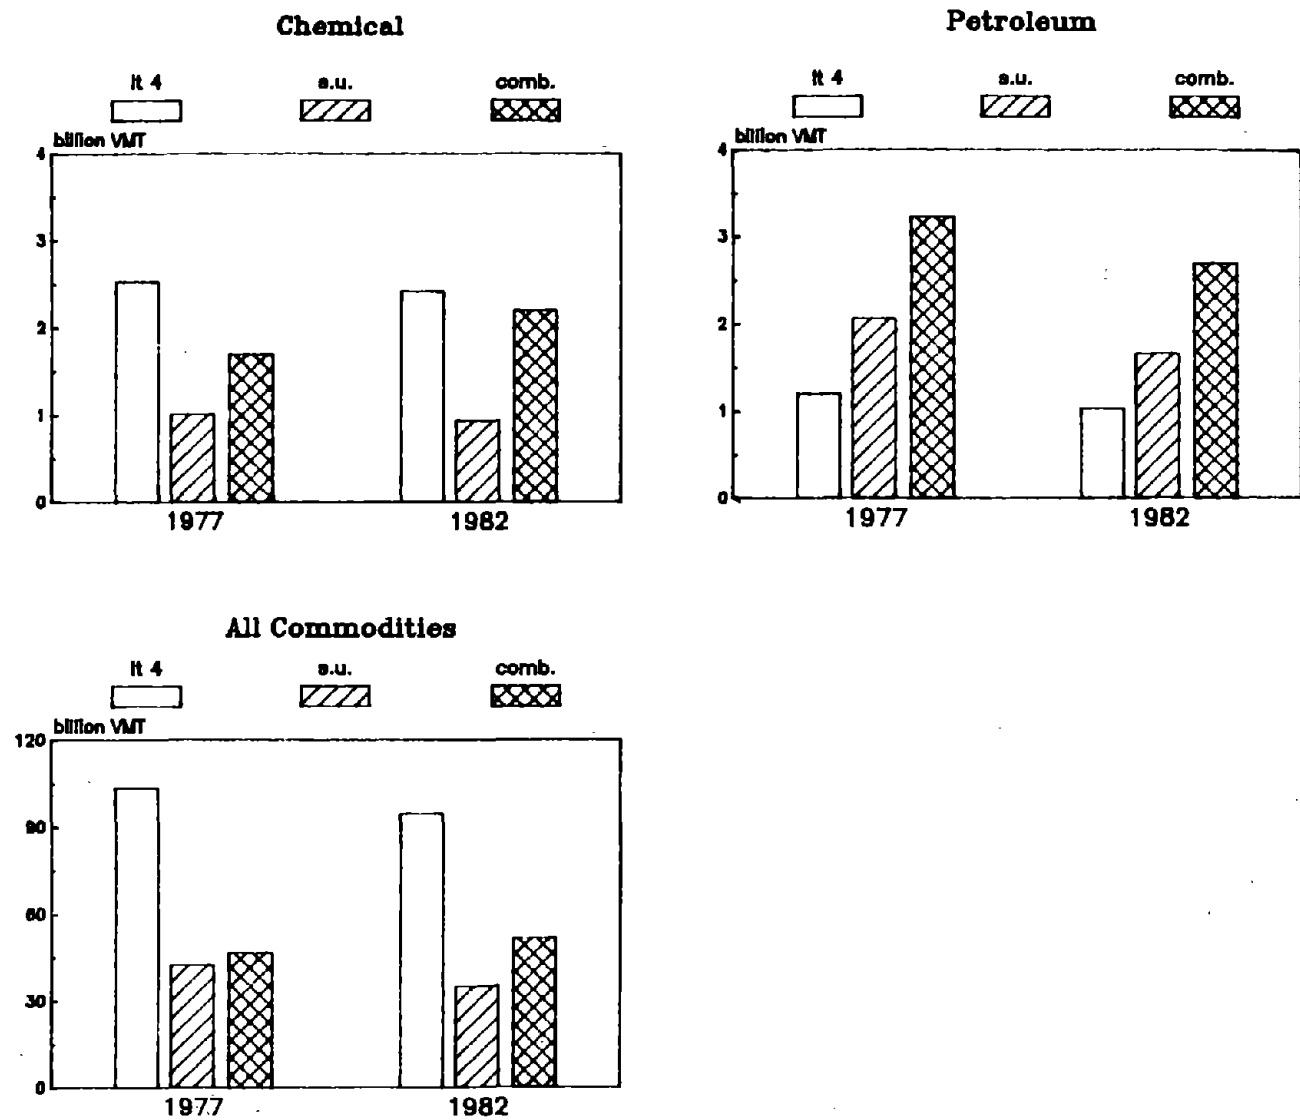 Chemical
lt 4 s.u. comb.
billion VMT
4
3
2
1
0
1977 1982
Petroleum
lt 4 s.u. comb.
billion VMT
4
3
2
1
0
1977 1982
All Commodities
lt 4 s.u. comb.
billion VMT
120
90
60
30
0
1977 1982